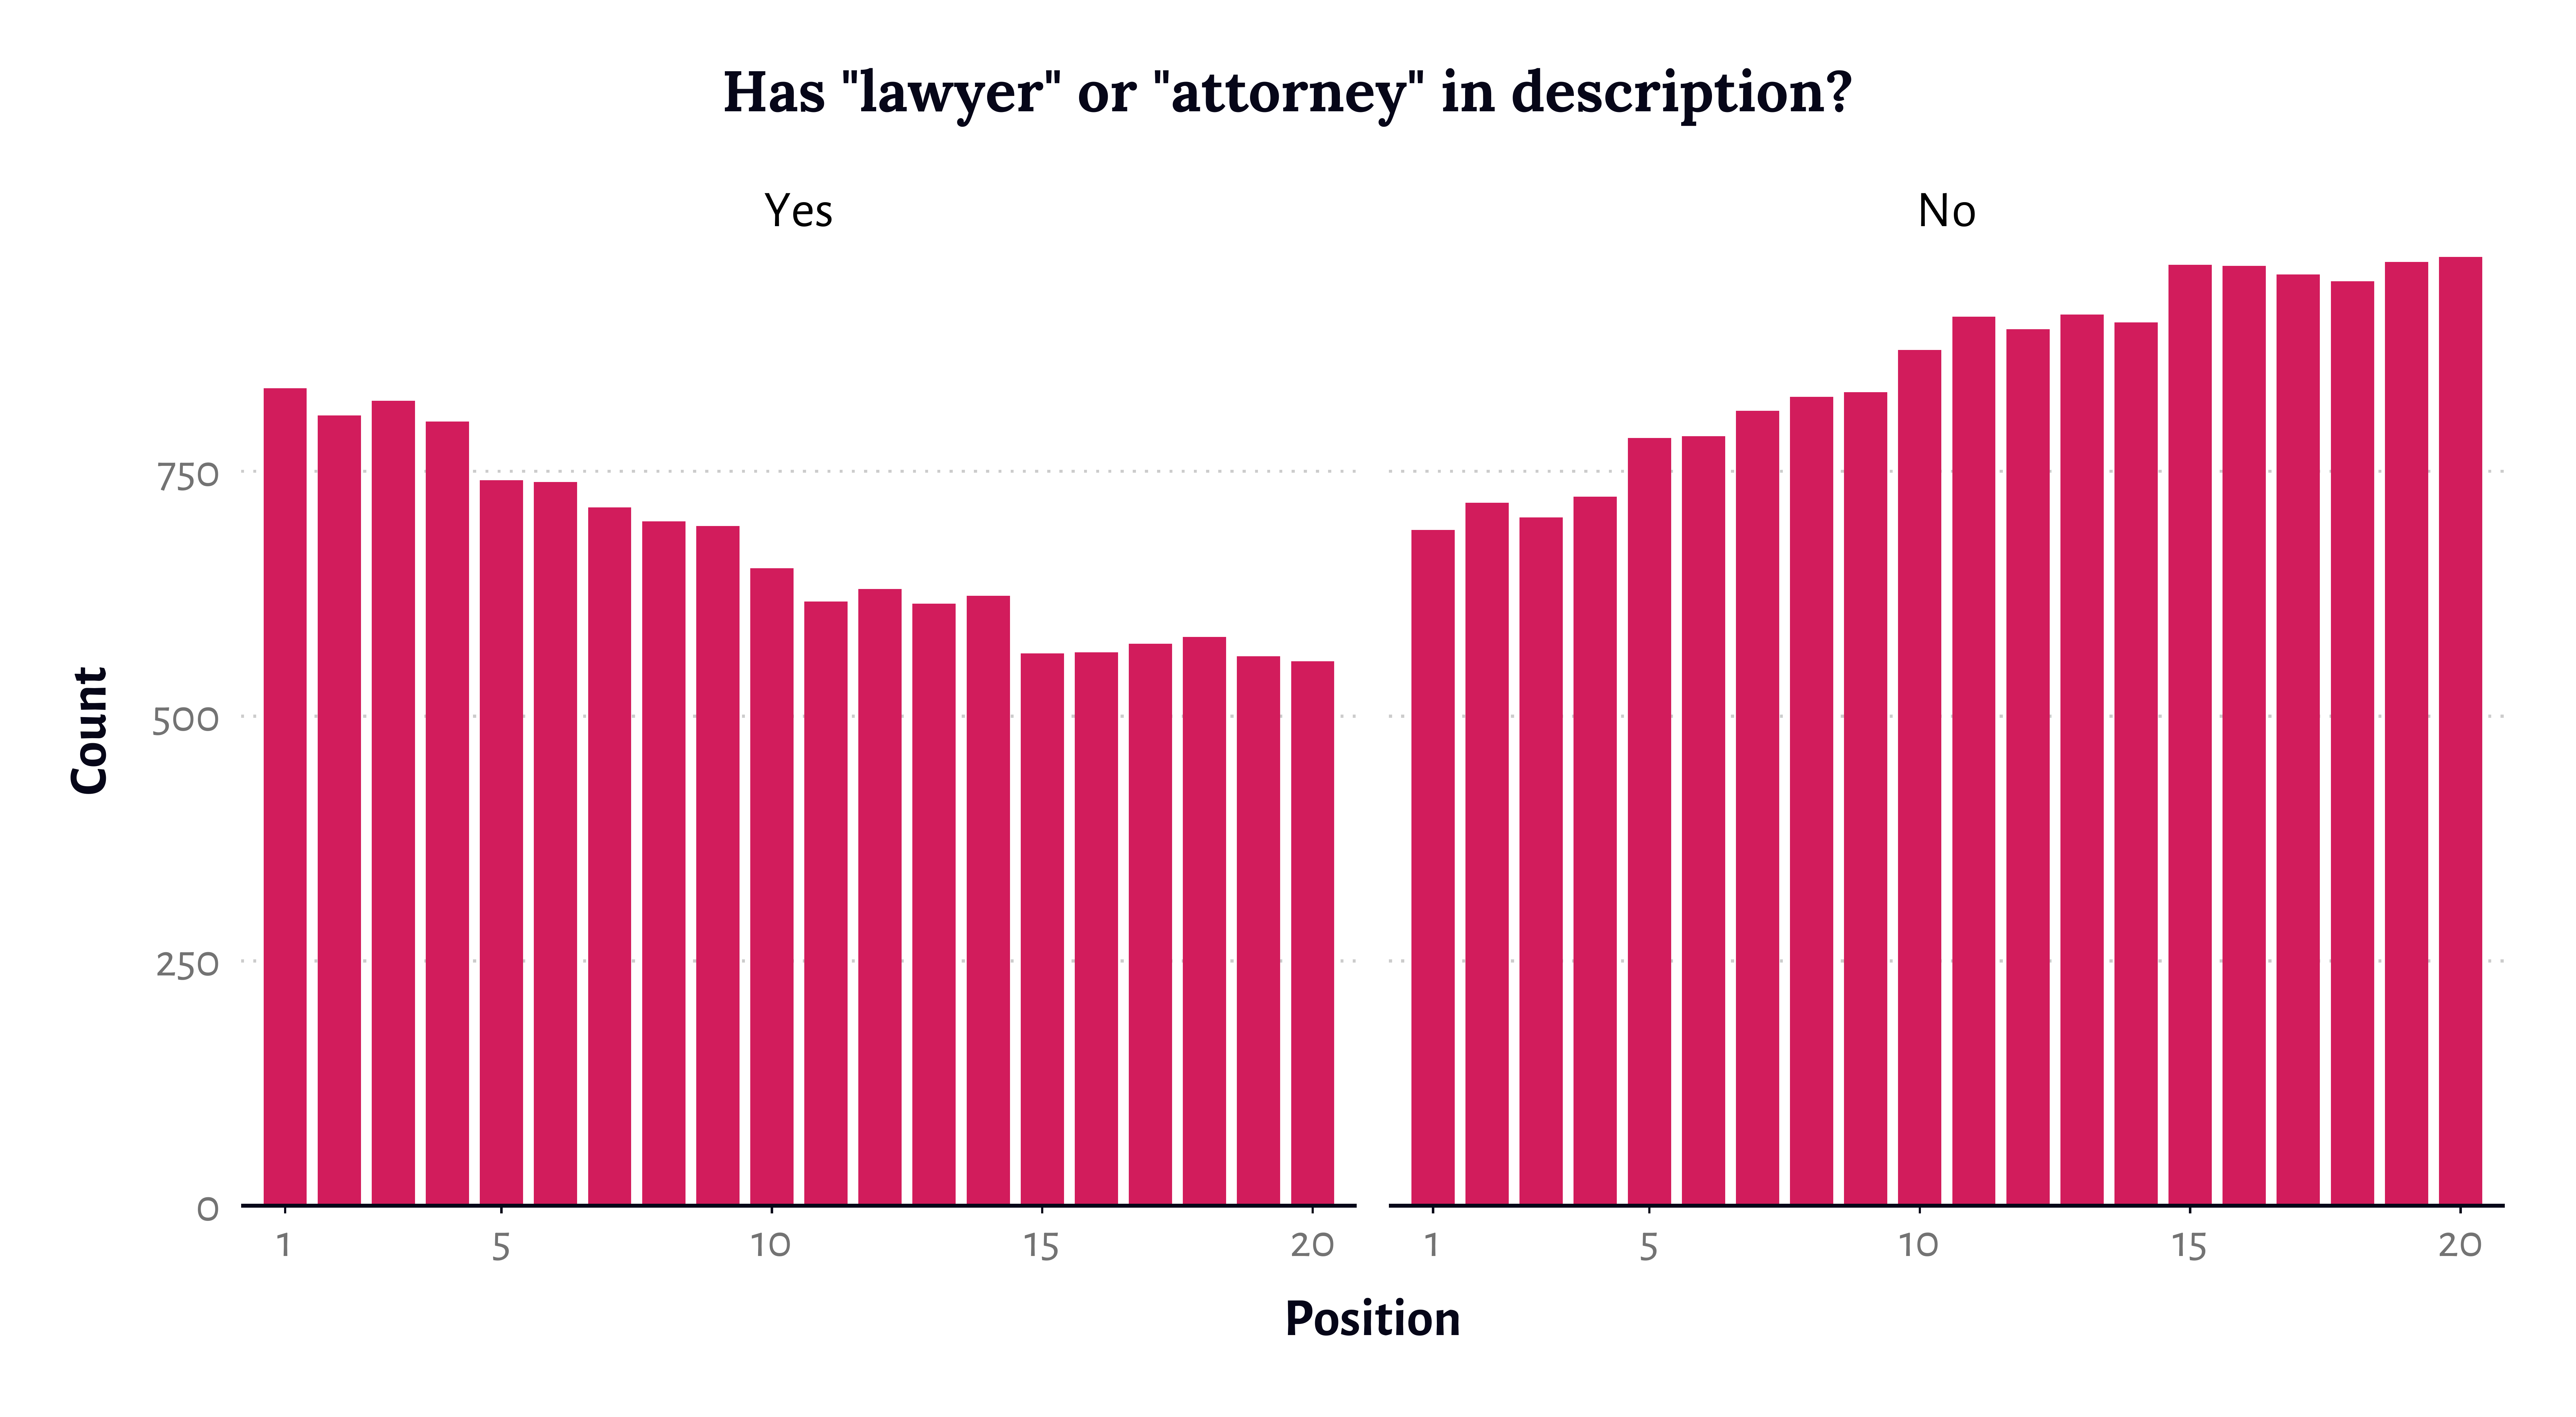 Has "lawyer" or "attorney" in description?
Yes
No
Count
750
500
250
0
1 5 10 15 20
1 5 10 15 20
Position